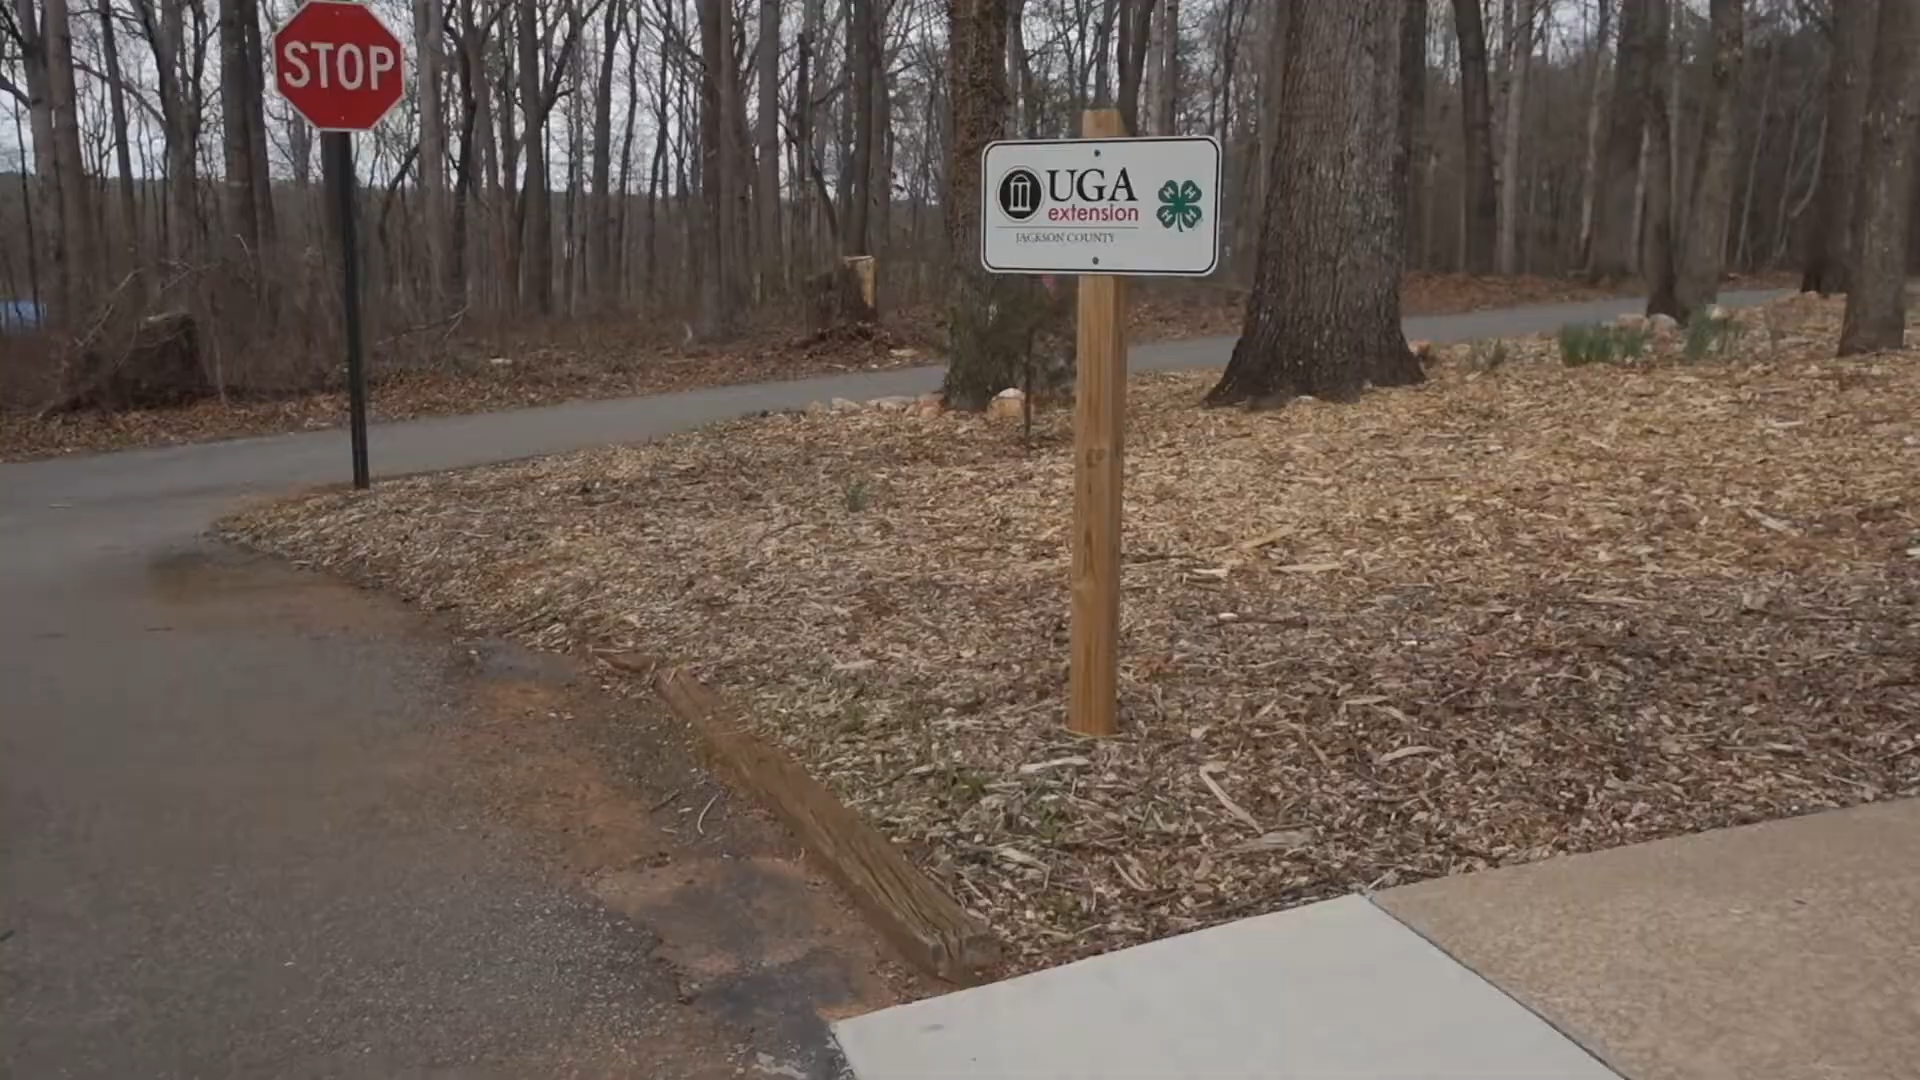 STOP
UGA
extension
JACKSON COUNTY
H H
H H